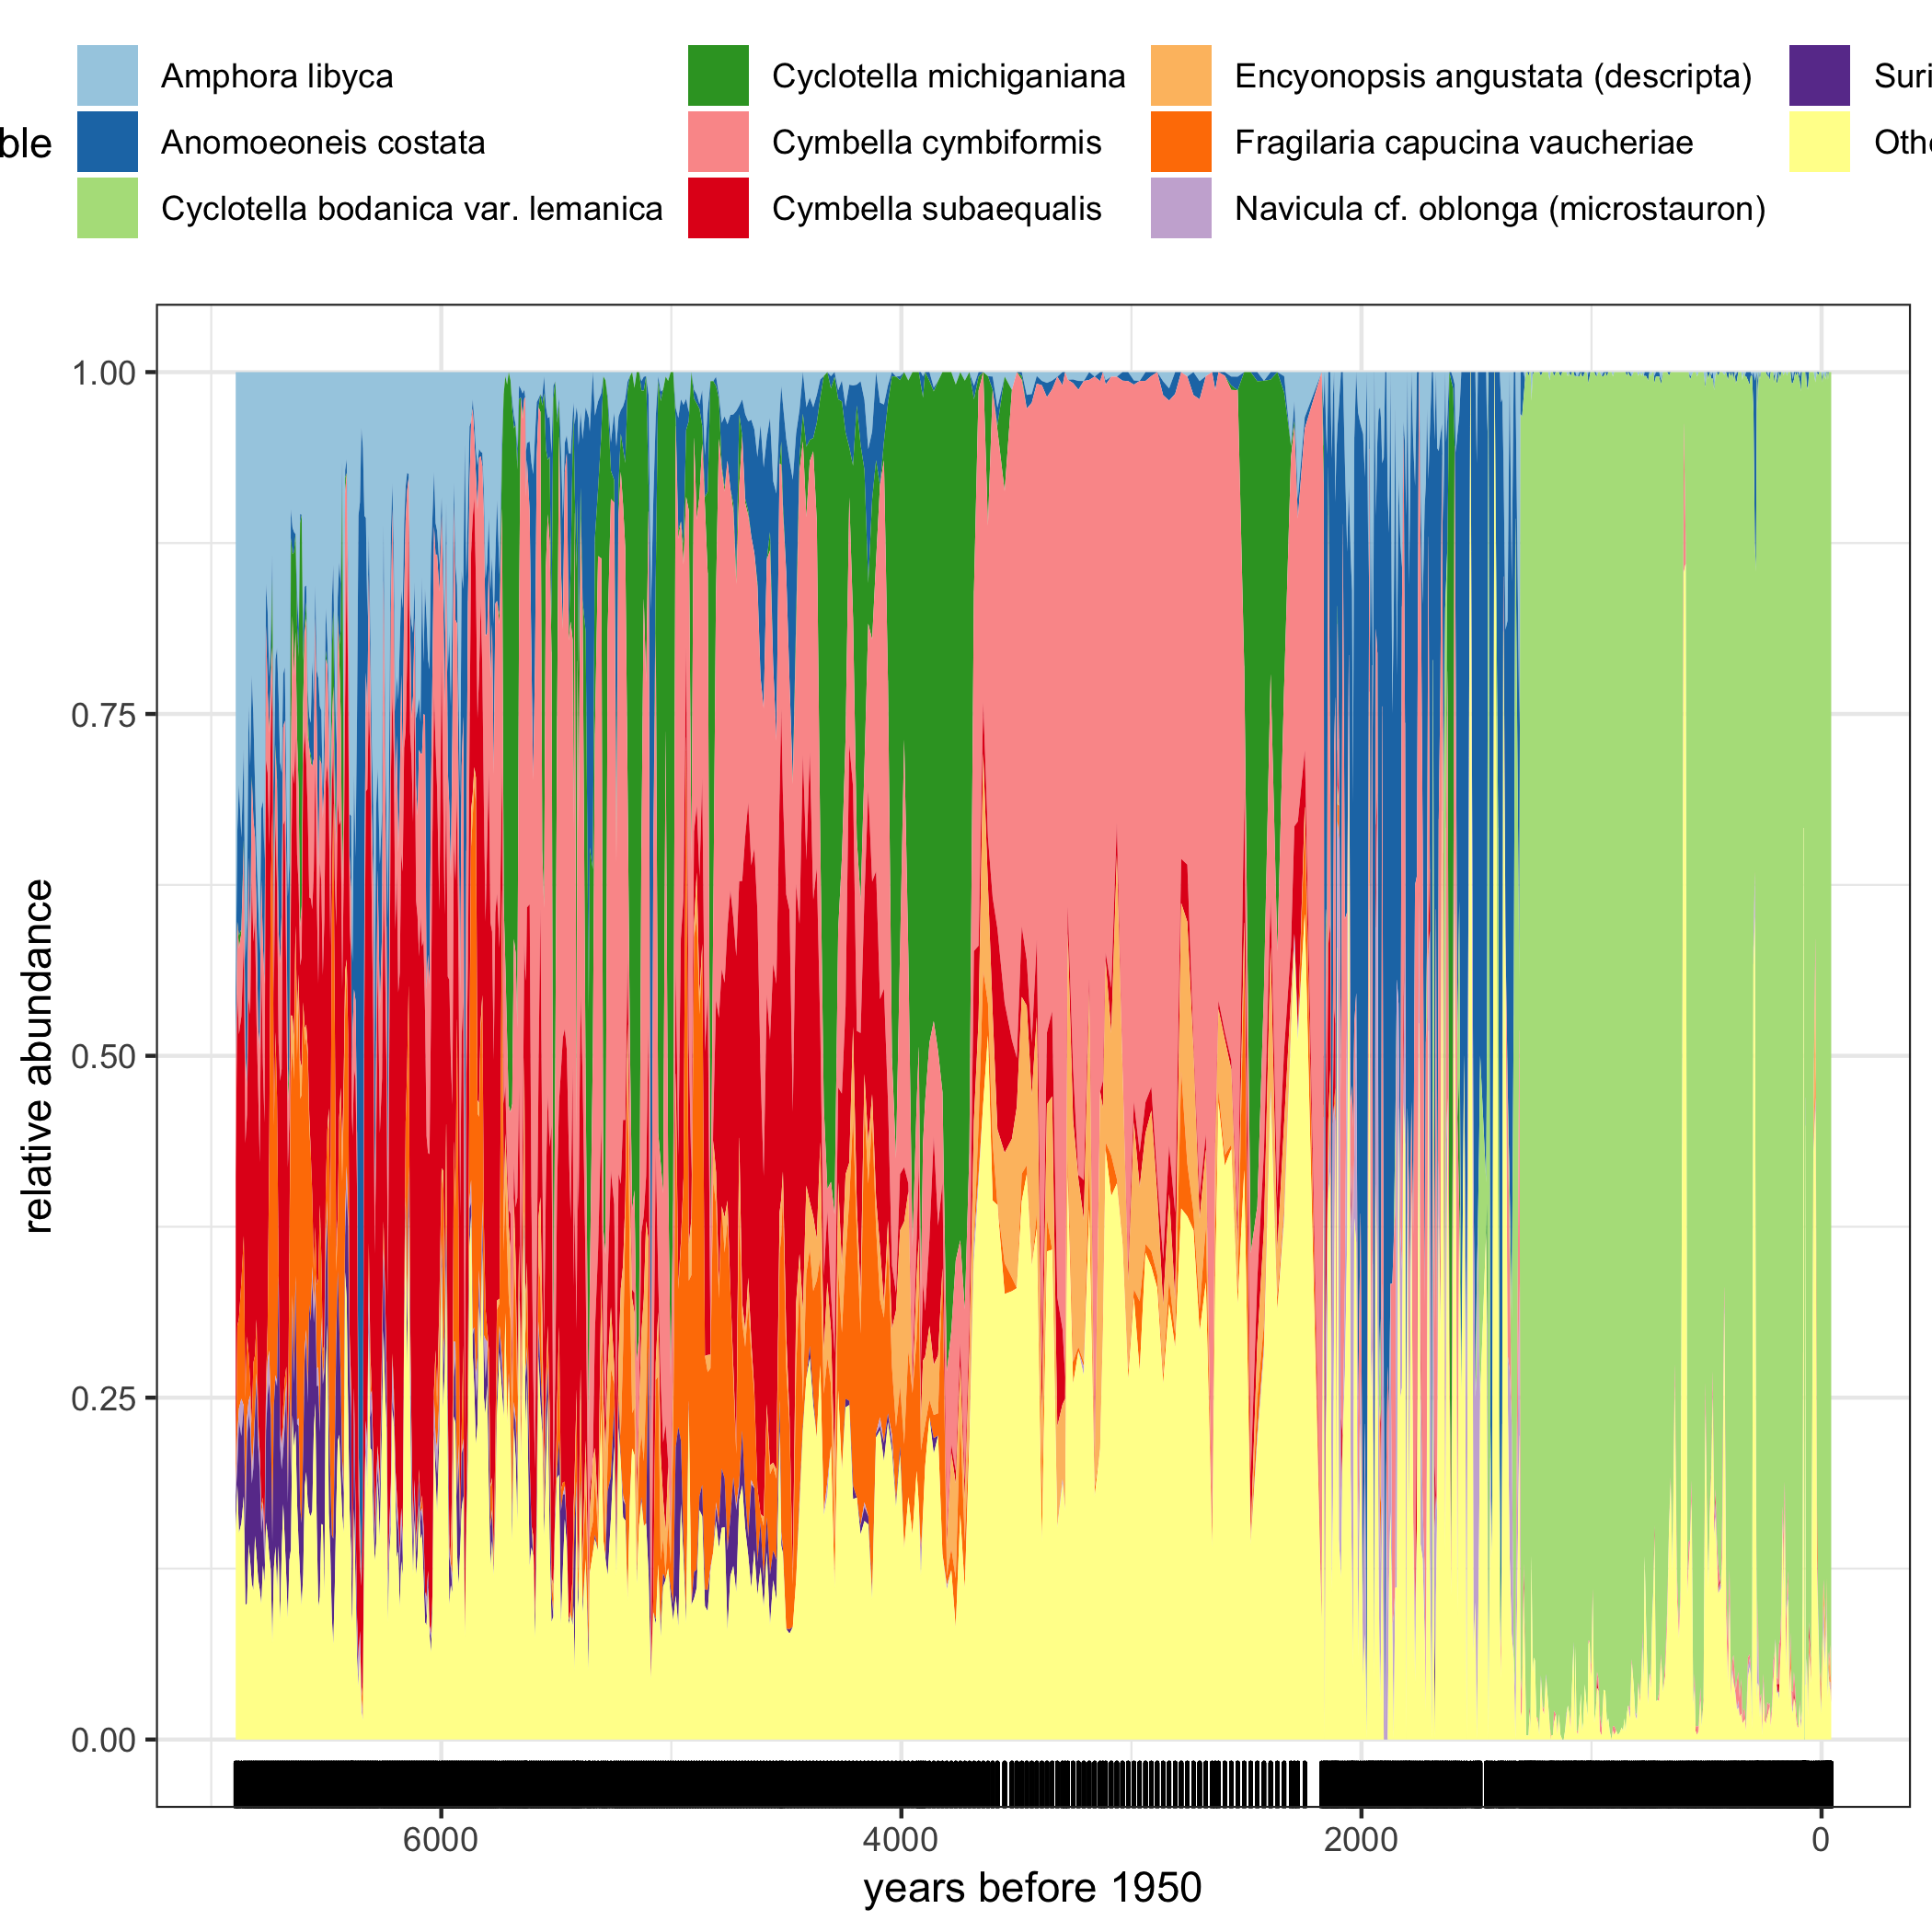 Amphora libyca
Cyclotella michiganiana
Encyonopsis angustata (descripta)
Suri
ble
Anomoeoneis costata
Cymbella cymbiformis
Fragilaria capucina vaucheriae
Othe
Cyclotella bodanica var. lemanica
Cymbella subaequalis
Navicula cf. oblonga (microstauron)
1.00
0.75
0.50
0.25
0.00
relative abundance
6000
4000
2000
0
years before 1950